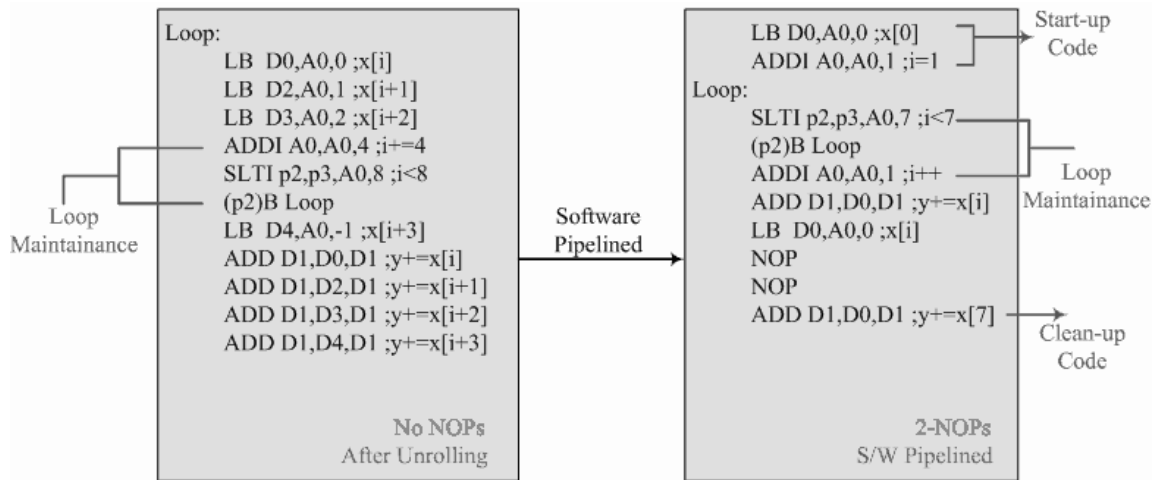 Loop:
LB D0,A0,0 ;x[i]
LB D2,A0,1 ;x[i+1]
LB D3,A0,2 ;x[i+2]
ADDI A0,A0,4 ;i+=4
SLTI p2,p3,A0,8 ;i<8
(p2)B Loop
LB D4,A0,-1 ;x[i+3]
ADD D1,D0,D1 ;y+=x[i]
ADD D1,D2,D1 ;y+=x[i+1]
ADD D1,D3,D1 ;y+=x[i+2]
ADD D1,D4,D1 ;y+=x[i+3]
No NOPs
After Unrolling
Loop
Maintainance
Software
Pipelined
LB D0,A0,0 ;x[0]
ADDI A0,A0,1 ;i=1
Loop:
SLTI p2,p3,A0,7 ;i<7
(p2)B Loop
ADDI A0,A0,1 ;i++
ADD D1,D0,D1 ;y+=x[i]
LB D0,A0,0 ;x[i]
NOP
NOP
ADD D1,D0,D1 ;y+=x[7]
2-NOPs
S/W Pipelined
Start-up
Code
Loop
Maintainance
Clean-up
Code